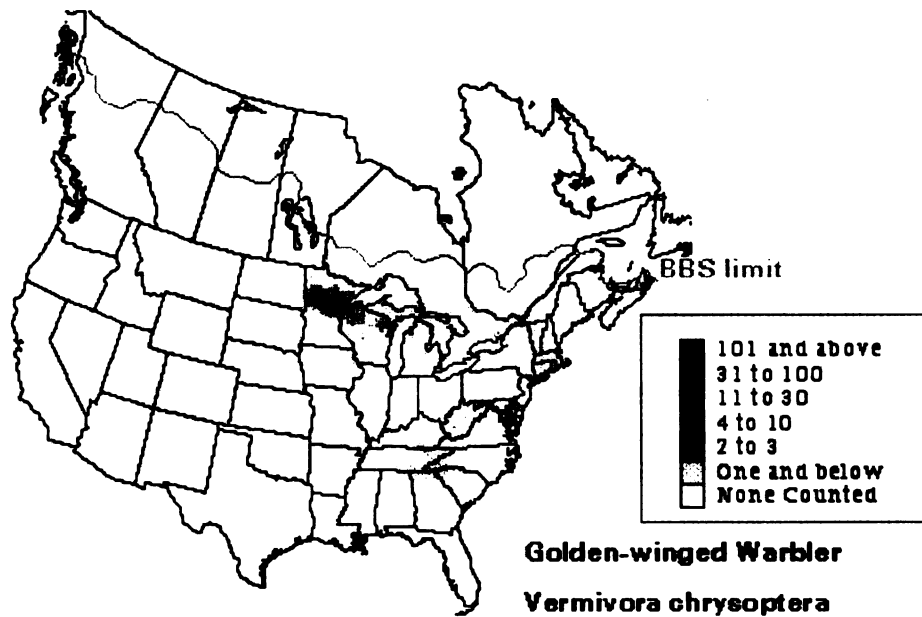 BBS limit
101 and above
31 to 100
11 to 30
4 to 10
2 to 3
One and below
None Counted
Golden-winged Warbler
Vermivora chrysoptera